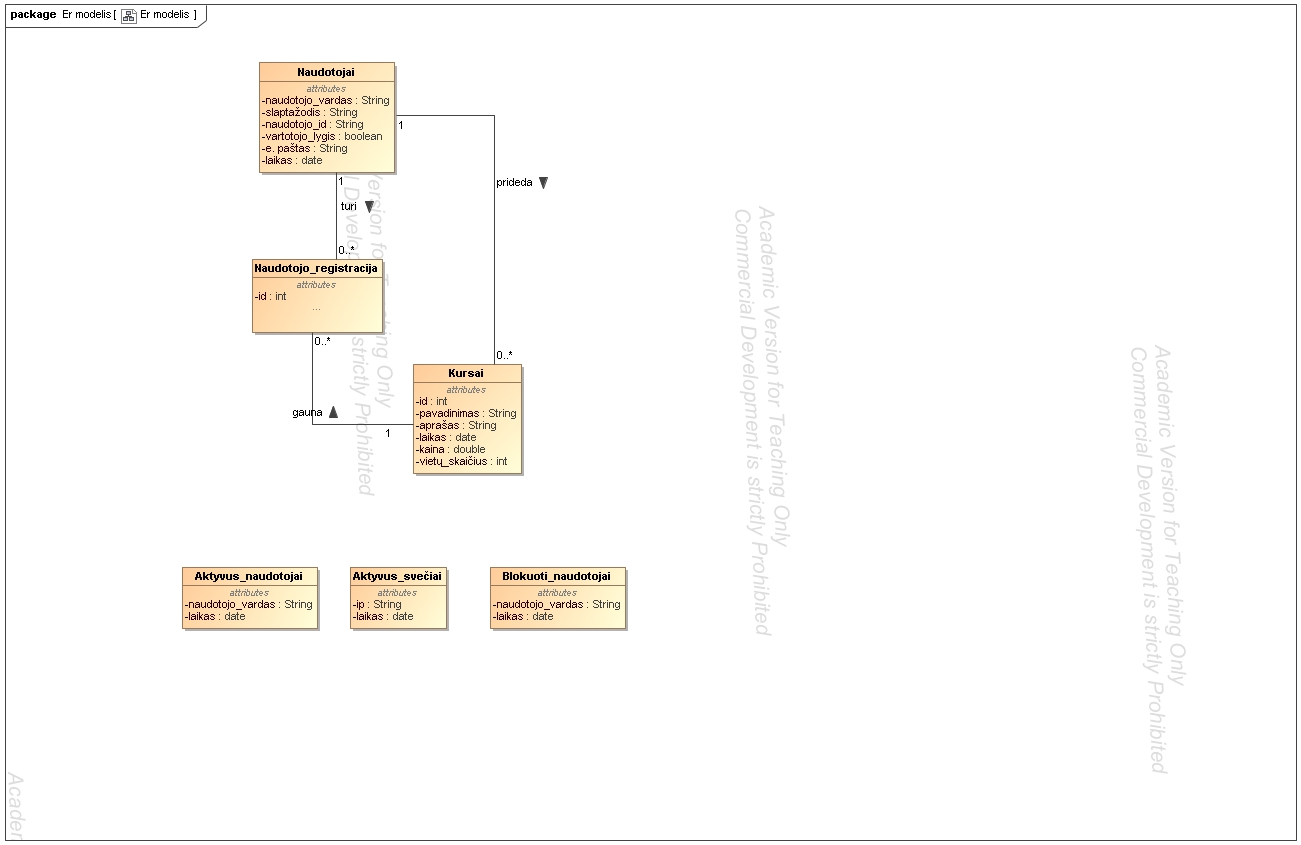 package Er modelis [ Er modelis ]
Naudotojai
attributes
-naudotojo_vardas : String
-slaptažodis : String
-naudotojo_id : String
-vartotojo_lygis : boolean
-e. paštas : String
-laikas : date
1
prideda
0..*
1
turi
0..*
Naudotojo_registracija
attributes
-id : int
...
0..*
gauna
1
Kursai
attributes
-id : int
-pavadinimas : String
-aprašas : String
-laikas : date
-kaina : double
-vietų_skaičius : int
Aktyvus_naudotojai
attributes
-naudotojo_vardas : String
-laikas : date
Aktyvus_svečiai
attributes
-ip : String
-laikas : date
Blokuoti_naudotojai
attributes
-naudotojo_vardas : String
-laikas : date
Academic Version for Teaching Only
Commercial Development is strictly Prohibited
Academic Version for Teaching Only
Commercial Development is strictly Prohibited